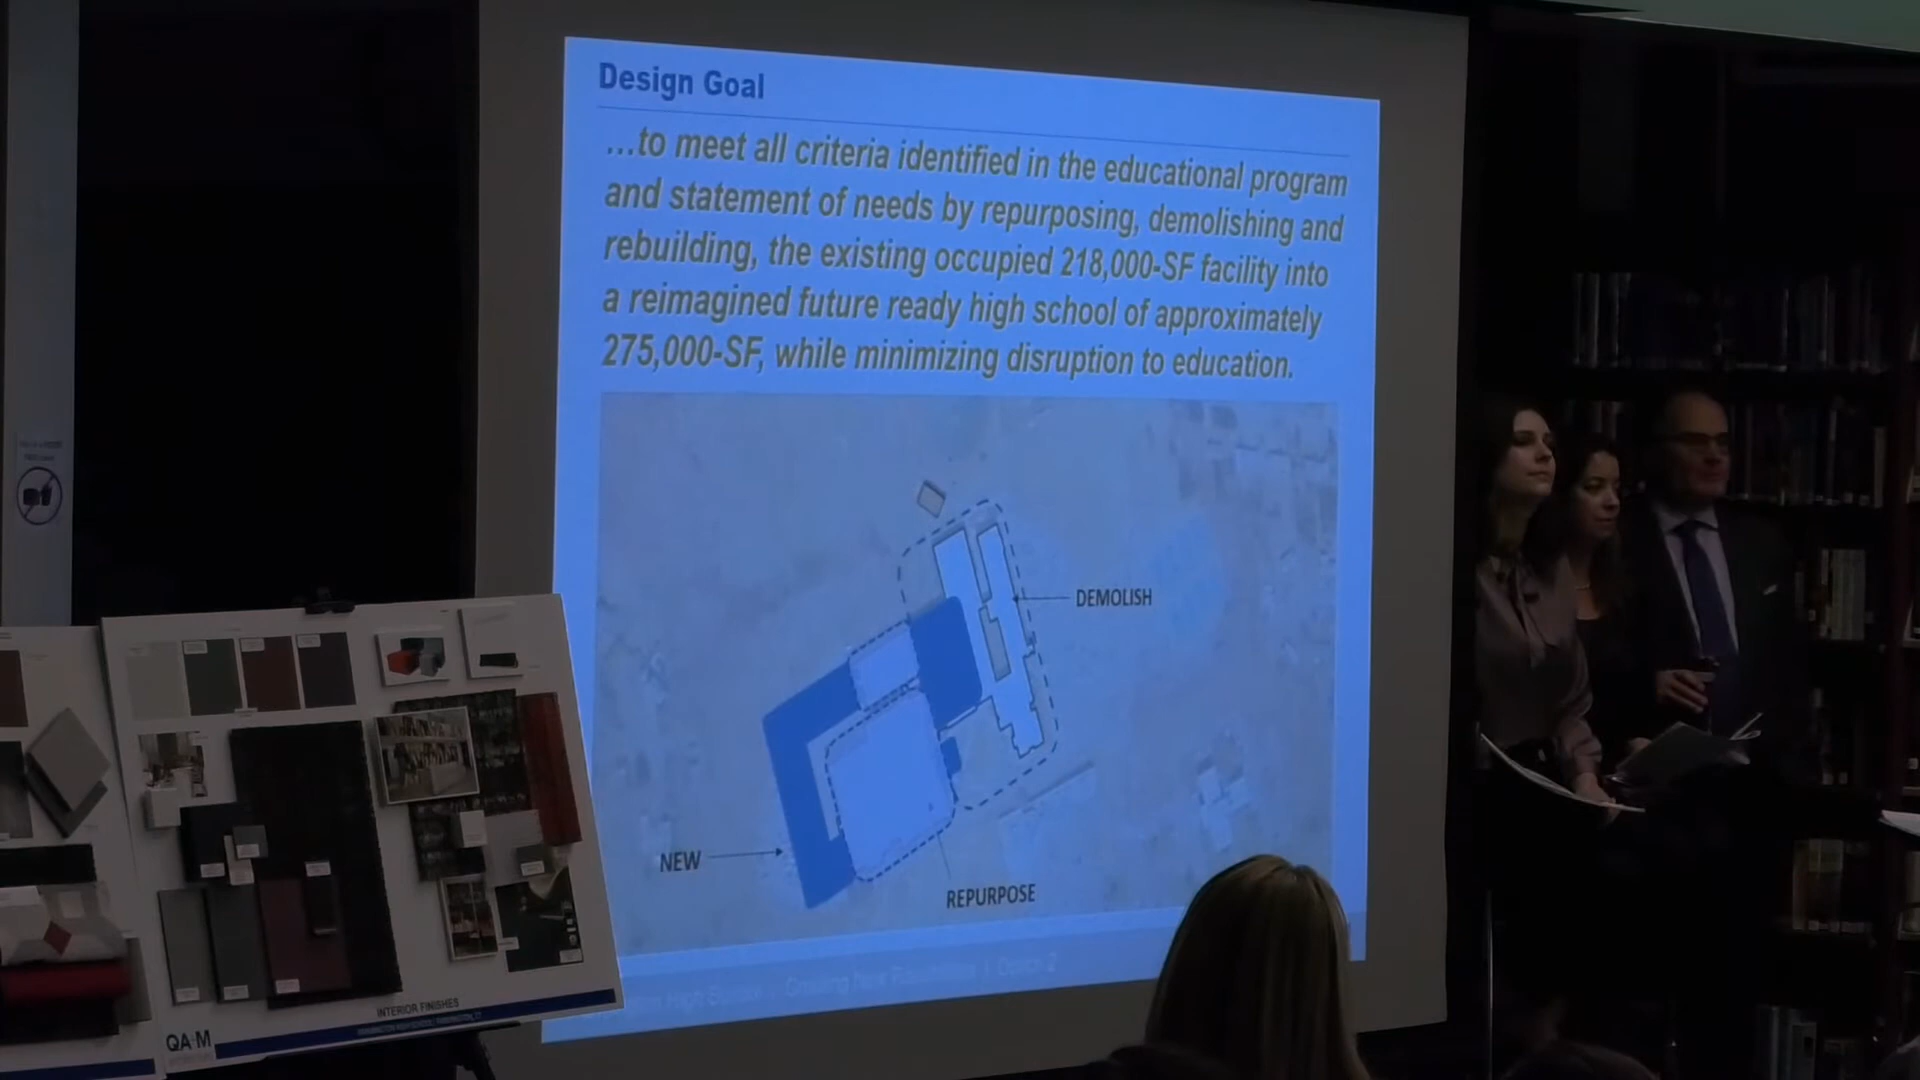 Design Goal
...to meet all criteria identified in the educational program
and statement of needs by repurposing, demolishing and
rebuilding, the existing occupied 218,000-SF facility into
a reimagined future ready high school of approximately
275,000-SF, while minimizing disruption to education.
DEMOLISH
NEW
REPURPOSE
INTERIOR FINISHES
QA+M